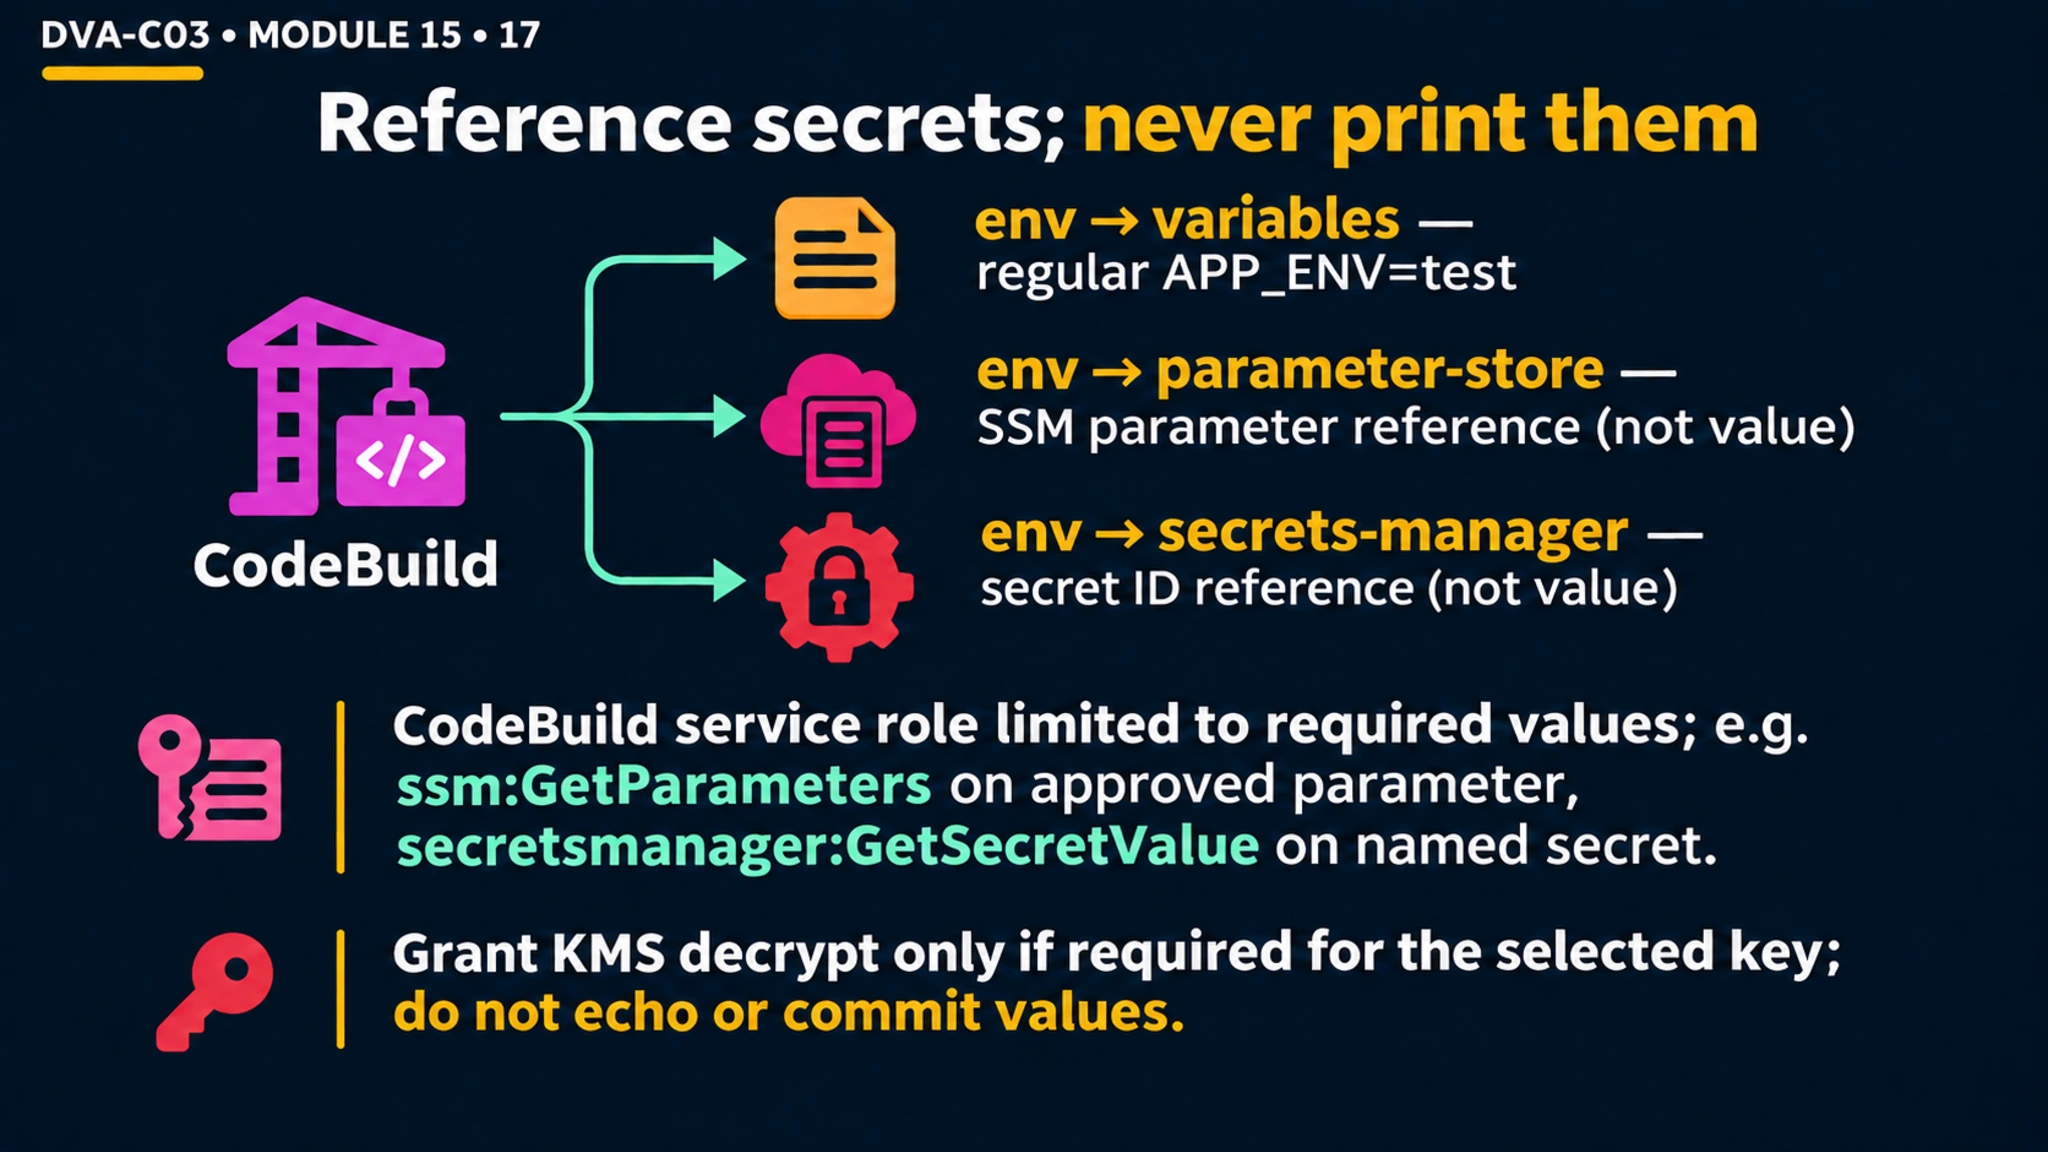 DVA-C03 • MODULE 15 • 17
Reference secrets; never print them
env → variables —
regular APP_ENV=test
env → parameter-store —
SSM parameter reference (not value)
env → secrets-manager —
secret ID reference (not value)
</>
CodeBuild
CodeBuild service role limited to required values; e.g.
ssm:GetParameters on approved parameter,
secretsmanager:GetSecretValue on named secret.
Grant KMS decrypt only if required for the selected key;
do not echo or commit values.